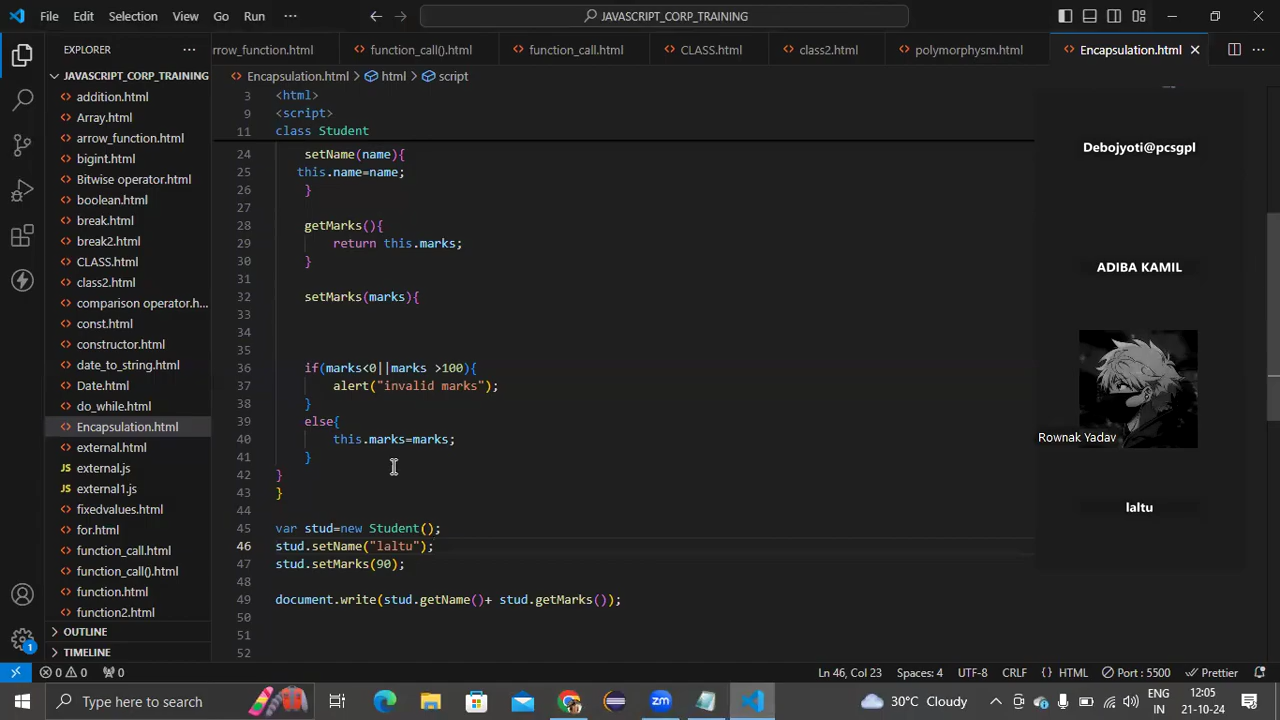 File Edit Selection View Go Run ··· JAVASCRIPT_CORP_TRAINING
EXPLORER ··· rrow_function.html function_call().html function_call.html CLASS.html class2.html polymorphysm.html Encapsulation.html
JAVASCRIPT_CORP_TRAINING
addition.html
Array.html
arrow_function.html
bigint.html
Bitwise operator.html
boolean.html
break.html
break2.html
CLASS.html
class2.html
comparison operator.h...
const.html
constructor.html
date_to_string.html
Date.html
do_while.html
Encapsulation.html
external.html
external.js
external1.js
fixedvalues.html
for.html
function_call.html
function_call().html
function.html
function2.html
OUTLINE
TIMELINE
Encapsulation.html > html > script
3 <html>
9 <script>
11 class Student
24 setName(name){
25 this.name=name;
26 }
27
28 getMarks(){
29 return this.marks;
30 }
31
32 setMarks(marks){
33
34
35
36 if(marks<0||marks >100){
37 alert("invalid marks");
38 }
39 else{
40 this.marks=marks;
41 }
42 }
43 }
44
45 var stud=new Student();
46 stud.setName("laltu");
47 stud.setMarks(90);
48
49 document.write(stud.getName()+ stud.getMarks());
50
51
52
Debojyoti@pcsgpl
ADIBA KAMIL
Rownak Yadav
laltu
0 0 0 Ln 46, Col 23 Spaces: 4 UTF-8 CRLF {} HTML Port : 5500 Prettier
1
Type here to search zm 30°C Cloudy ENG IN 12:05 21-10-24